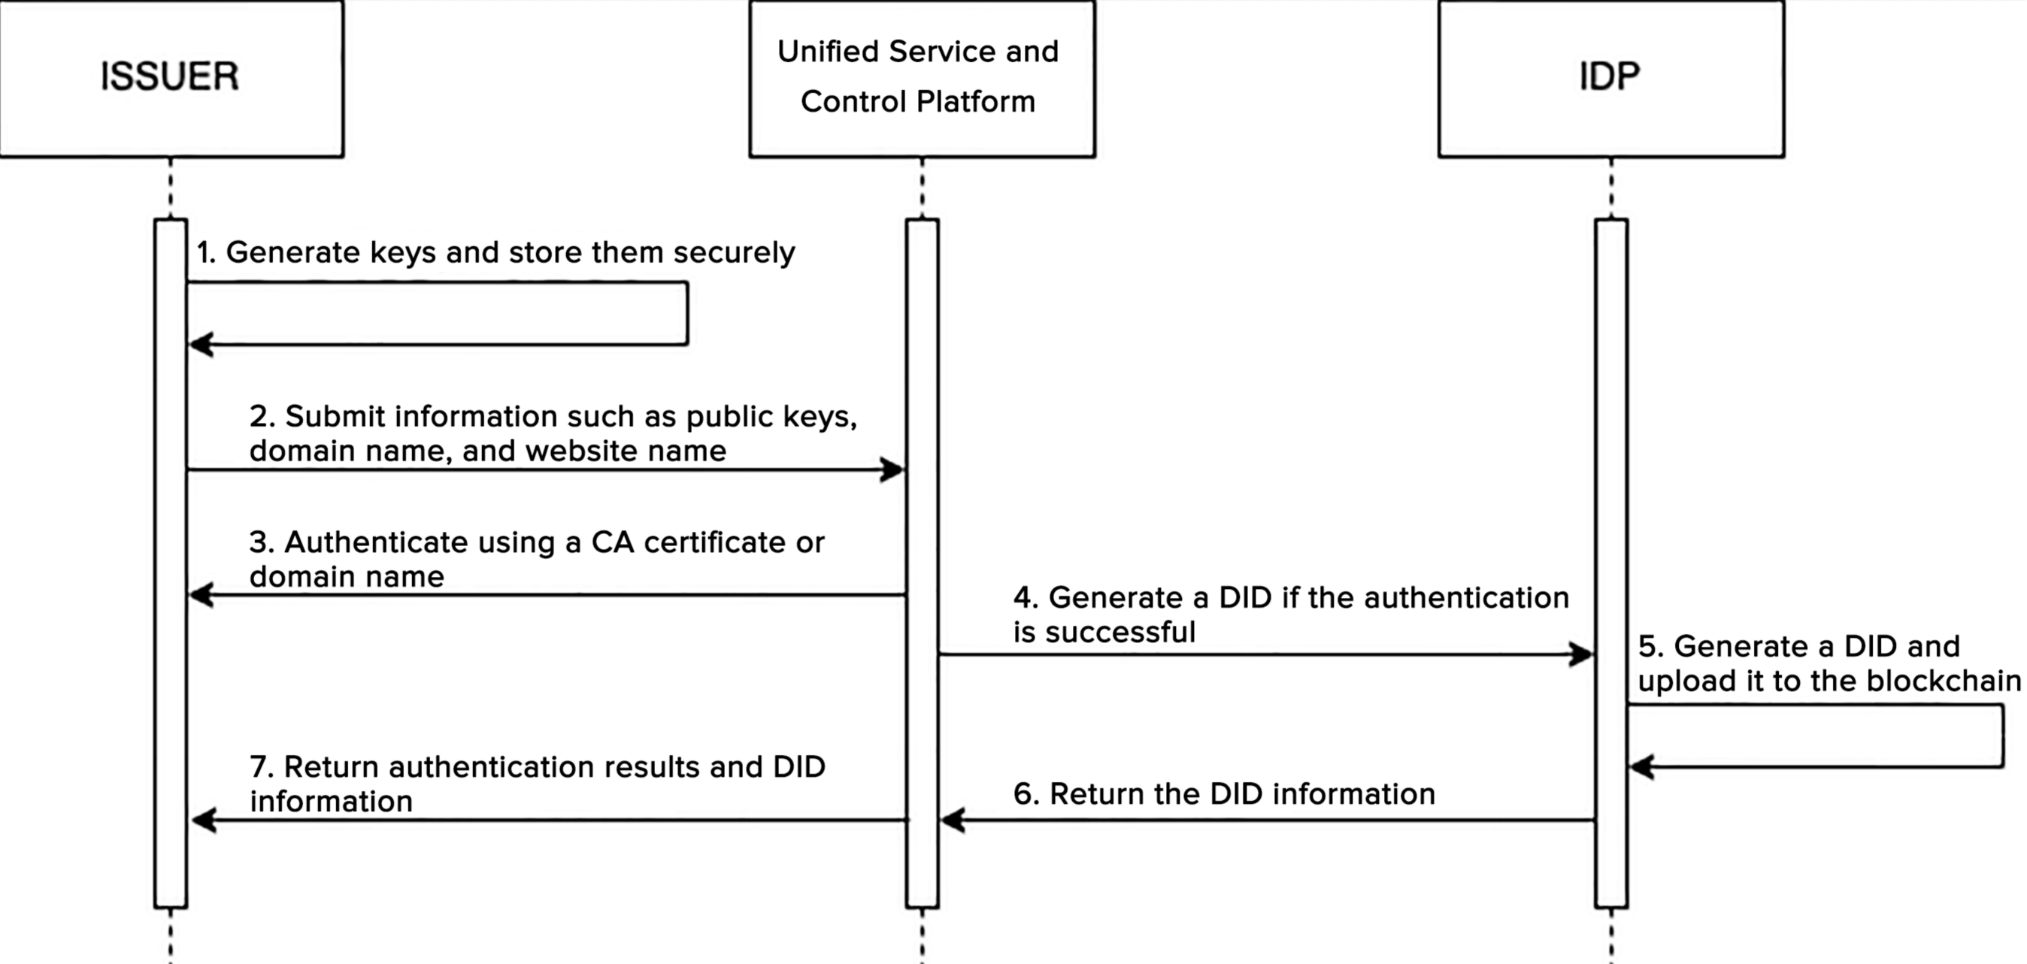 ISSUER
Unified Service and
Control Platform
IDP
1. Generate keys and store them securely
2. Submit information such as public keys,
domain name, and website name
3. Authenticate using a CA certificate or
domain name
4. Generate a DID if the authentication
is successful
5. Generate a DID and
upload it to the blockchain
6. Return the DID information
7. Return authentication results and DID
information